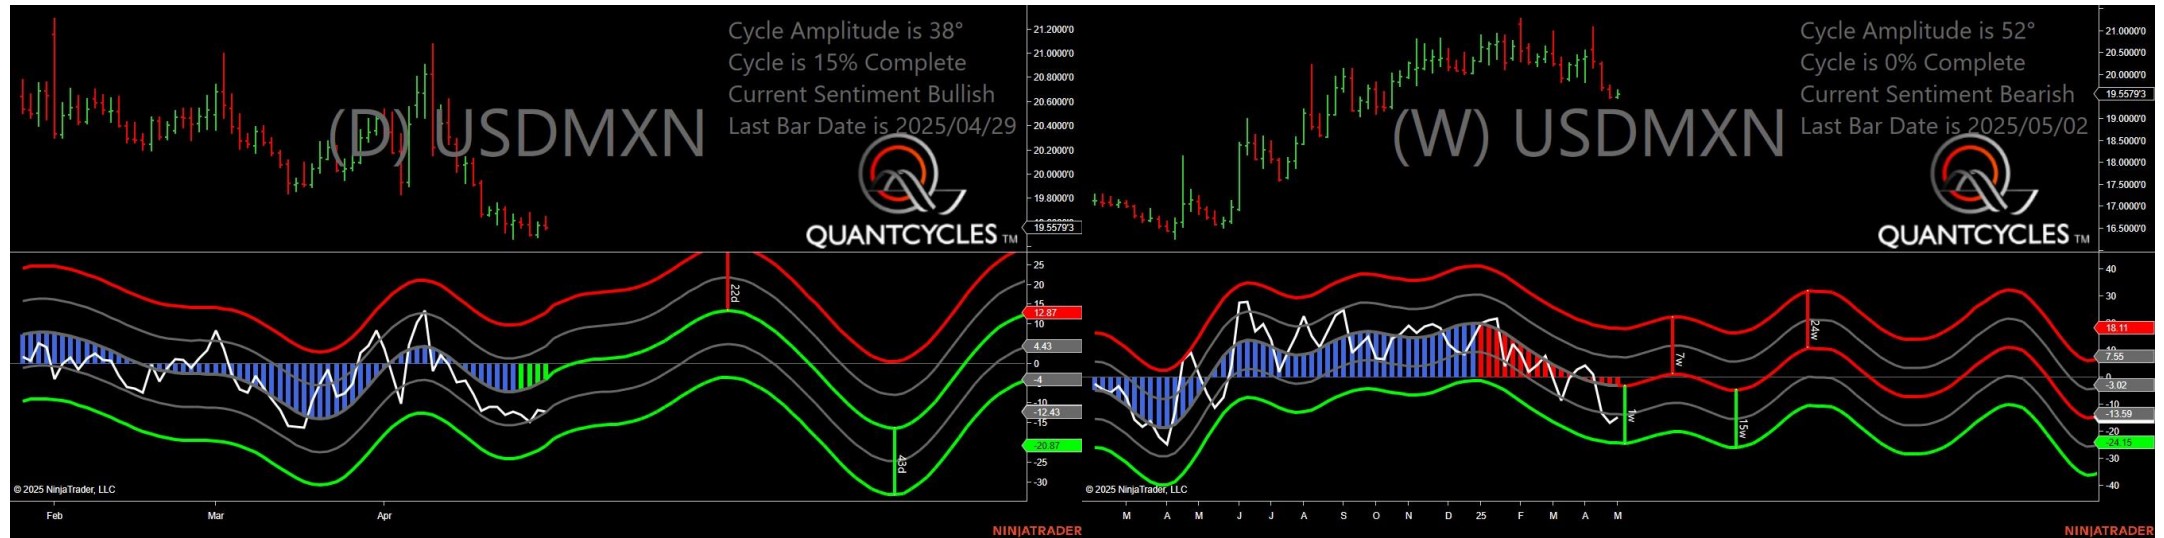 Cycle Amplitude is 38°
Cycle is 15% Complete
Current Sentiment Bullish
Last Bar Date is 2025/04/29
(D) USDMXN
QUANTCYCLES TM
21.2000'0
21.0000'0
20.8000'0
20.6000'0
20.4000'0
20.2000'0
20.0000'0
19.8000'0
19.5579'3
22d
43d
25
20
15
12.87
10
4.43
0
-4
-10
-12.43
-15
-20.87
-25
-30
© 2025 NinjaTrader, LLC
Feb Mar Apr
NINJATRADER
Cycle Amplitude is 52°
Cycle is 0% Complete
Current Sentiment Bearish
Last Bar Date is 2025/05/02
(W) USDMXN
QUANTCYCLES TM
21.0000'0
20.5000'0
20.0000'0
19.5579'3
19.0000'0
18.5000'0
18.0000'0
17.5000'0
17.0000'0
16.5000'0
1w
7w
15w
24w
40
30
18.11
7.55
0
-3.02
-10
-13.59
-20
-24.15
-30
-40
© 2025 NinjaTrader, LLC
M A M J J A S O N D 25 F M A M
NINJATRADER